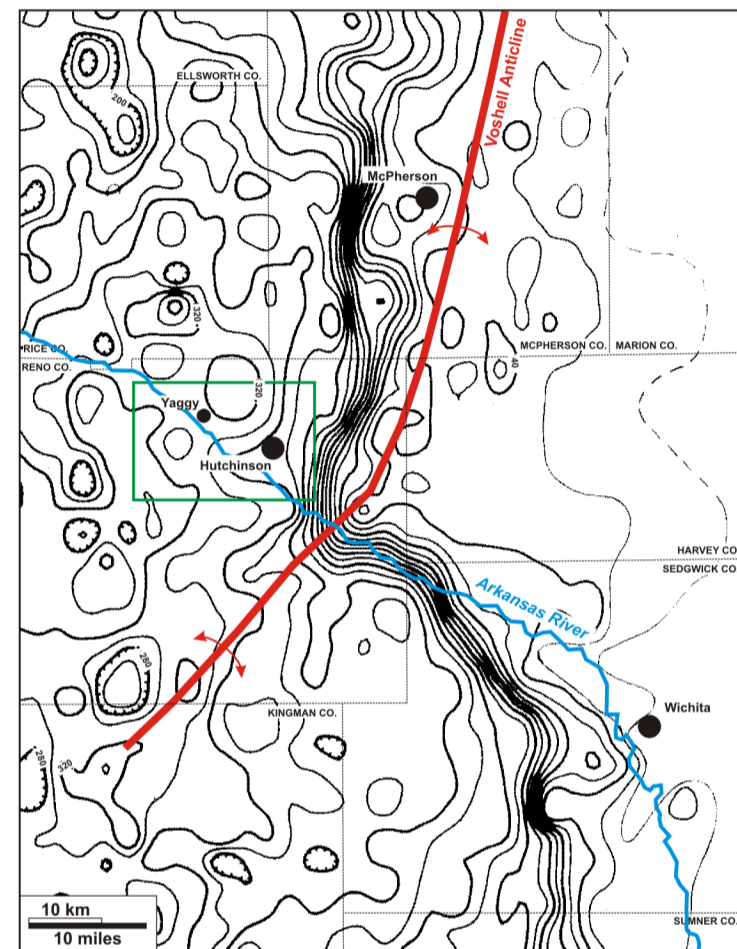 ELLSWORTH CO.
200
Voshell Anticline
McPherson
320
RICE CO.
RENO CO.
MCPHERSON CO.
MARION CO.
40
320
Yaggy
Hutchinson
HARVEY CO
SEDGWICK CO.
Arkansas River
280
KINGMAN CO.
Wichita
280
320
10 km
10 miles
SUMNER CO.